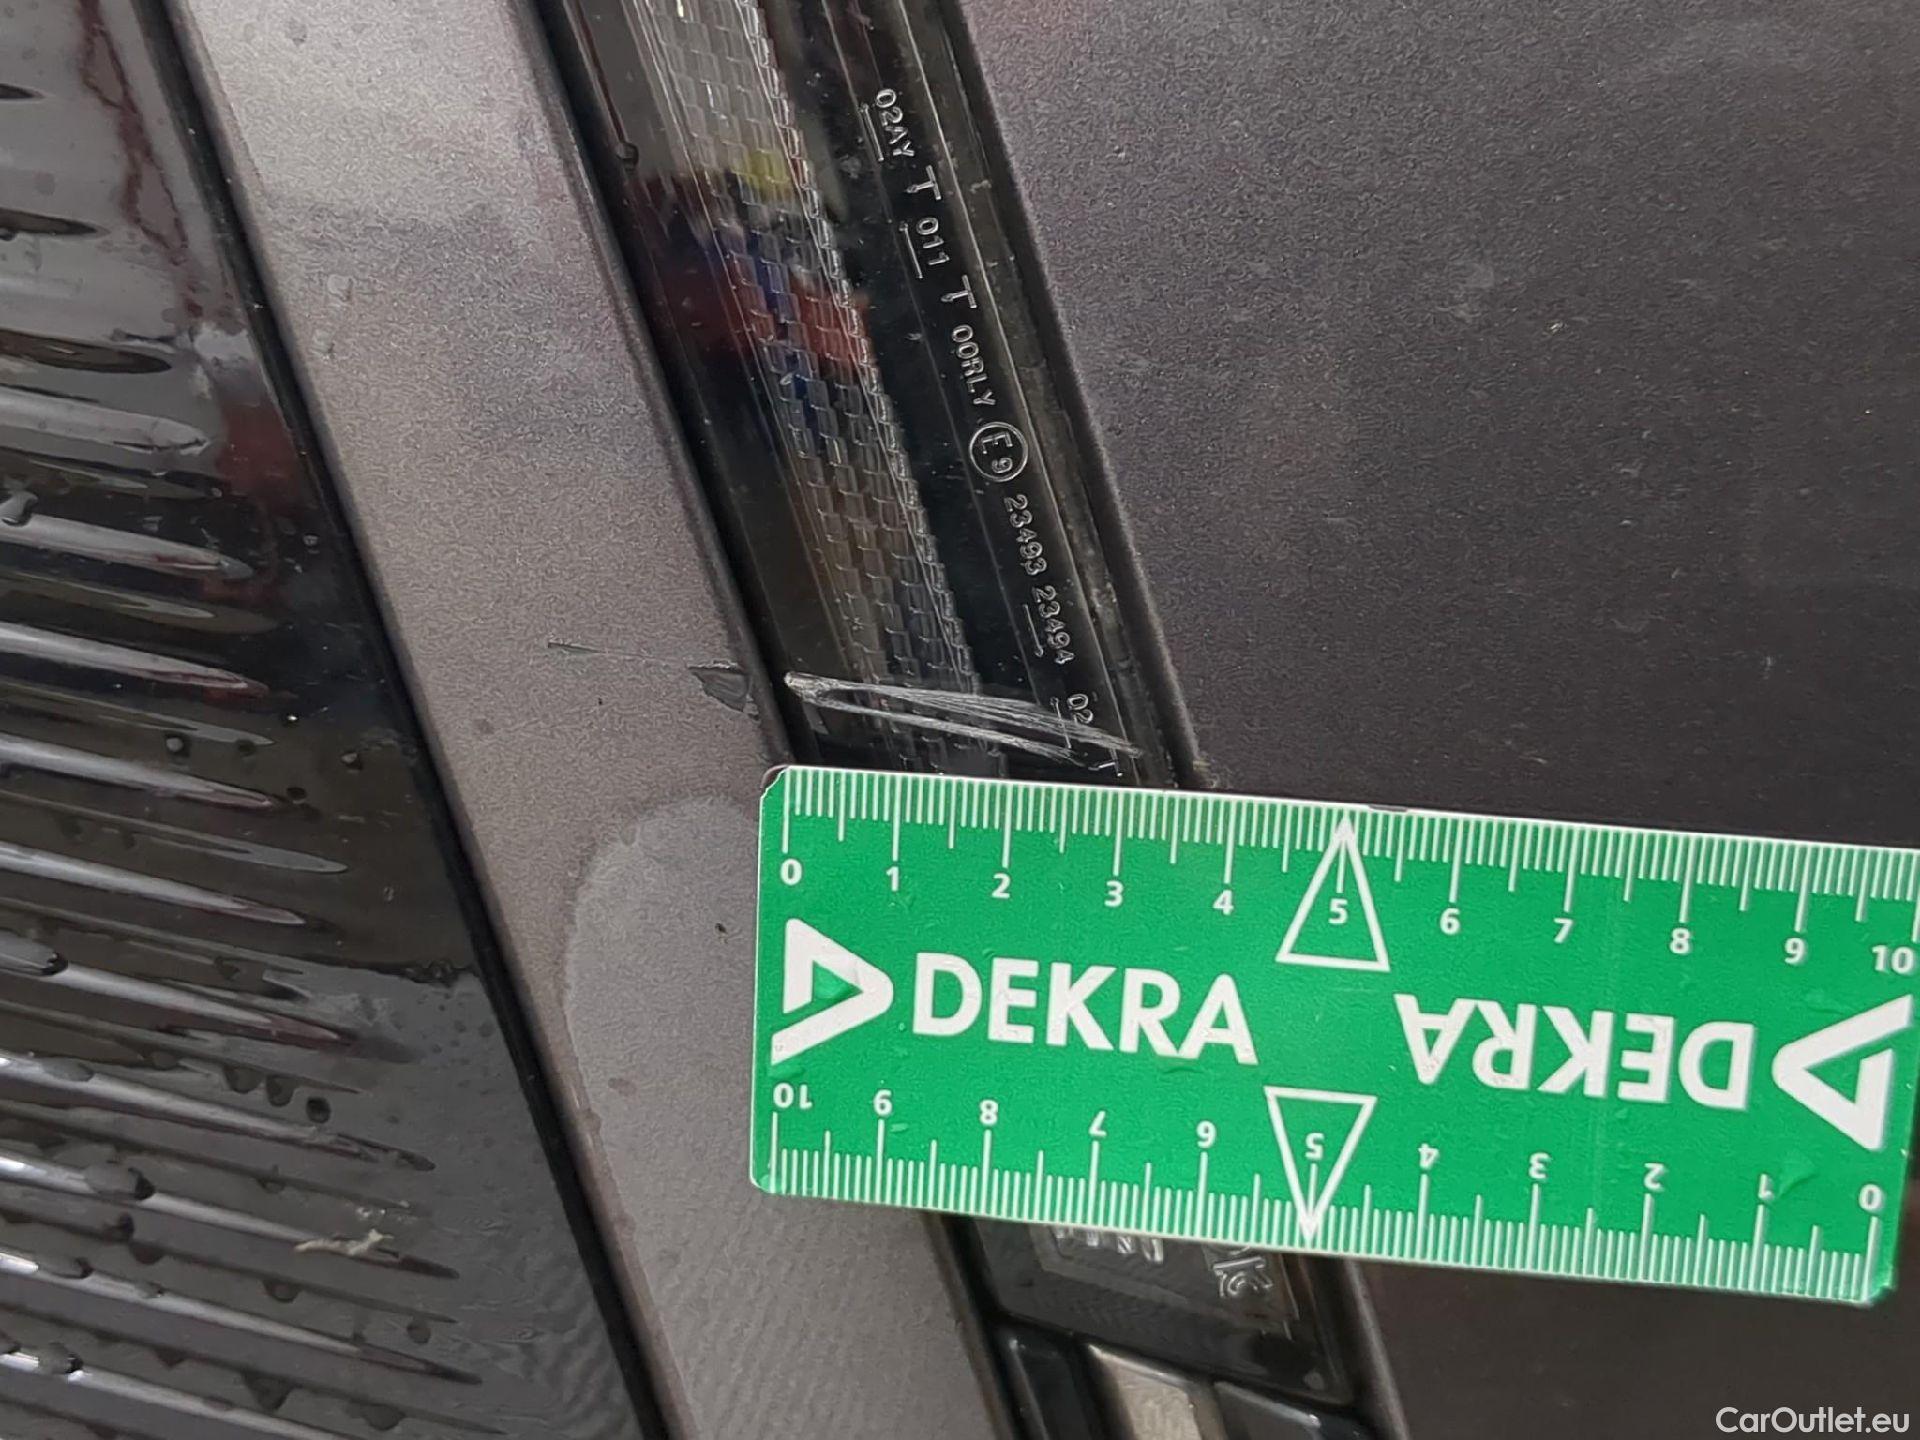 02AY T 011 T 00RLY E9 23493 23494 02
0 1 2 3 4 5 6 7 8 9 10
DEKRA
DEKRA
10 9 8 7 6 5 4 3 2 1 0
CarOutlet.eu